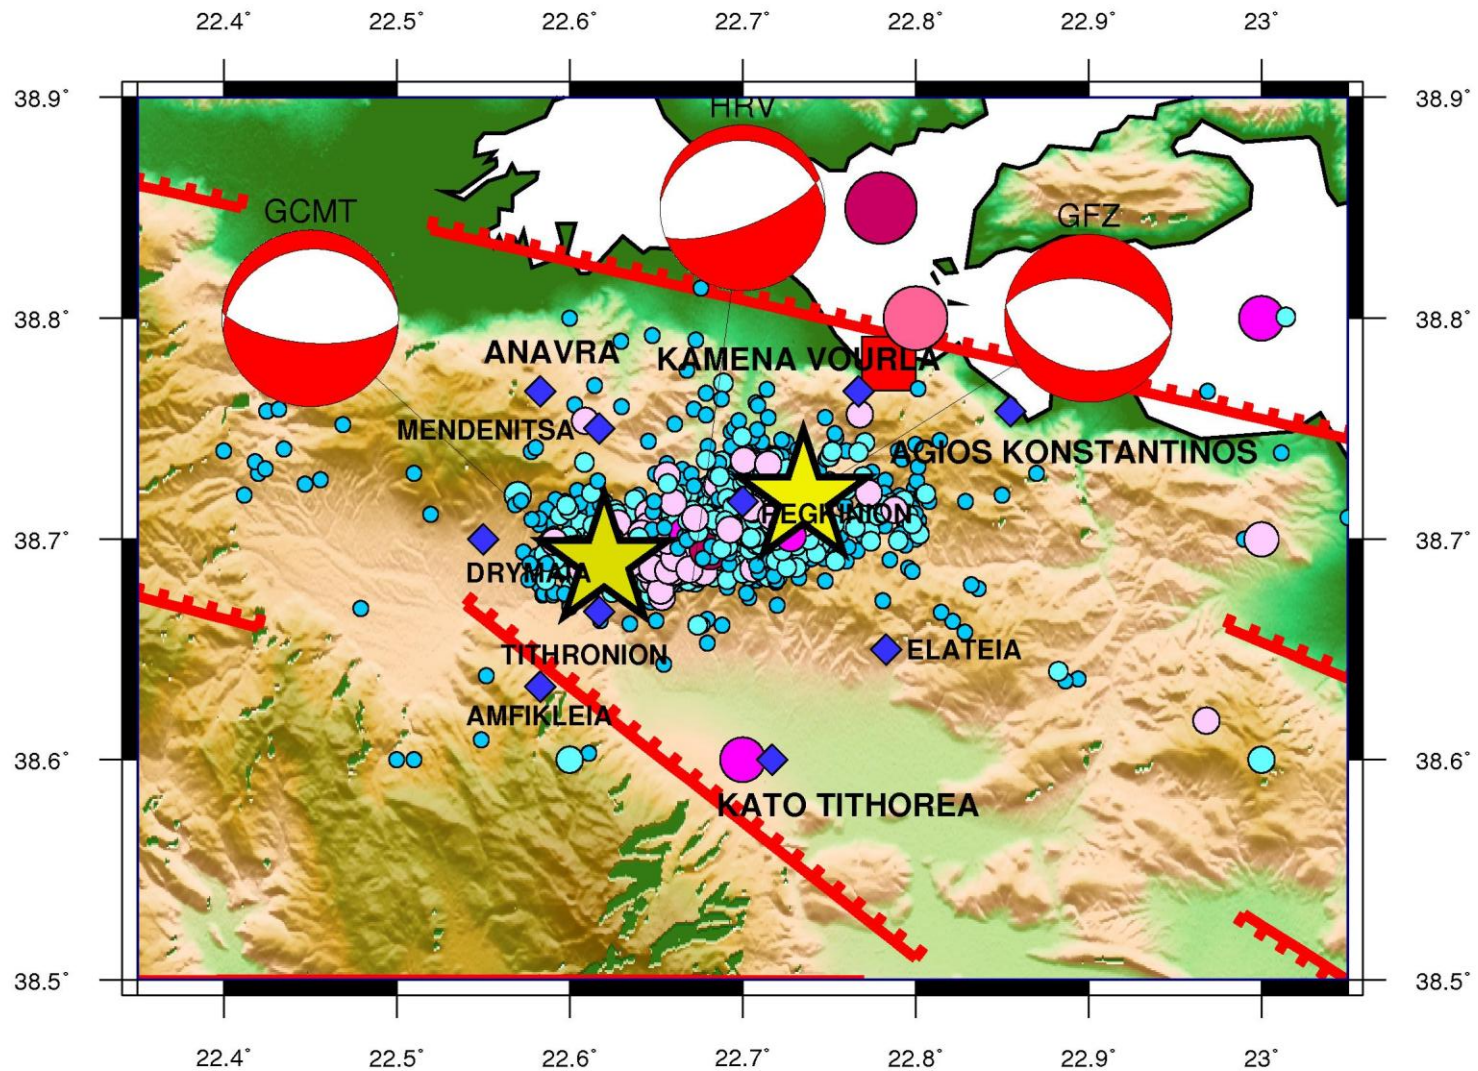 22.4° 22.5° 22.6° 22.7° 22.8° 22.9° 23°
38.9° 38.9°
HRV
GCMT GFZ
38.8° 38.8°
ANAVRA KAMENA VOURLA
MENDENITSA
AGIOS KONSTANTINOS
REGKINION
38.7° 38.7°
DRYMAIA
TITHRONION ELATEIA
AMFIKLEIA
38.6° 38.6°
KATO TITHOREA
38.5° 38.5°
22.4° 22.5° 22.6° 22.7° 22.8° 22.9° 23°